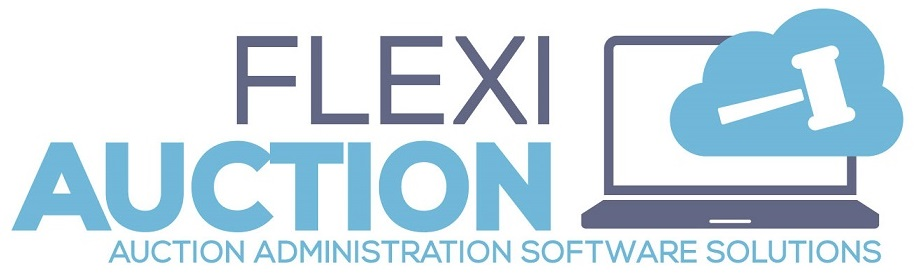 FLEXI
AUCTION
AUCTION ADMINISTRATION SOFTWARE SOLUTIONS